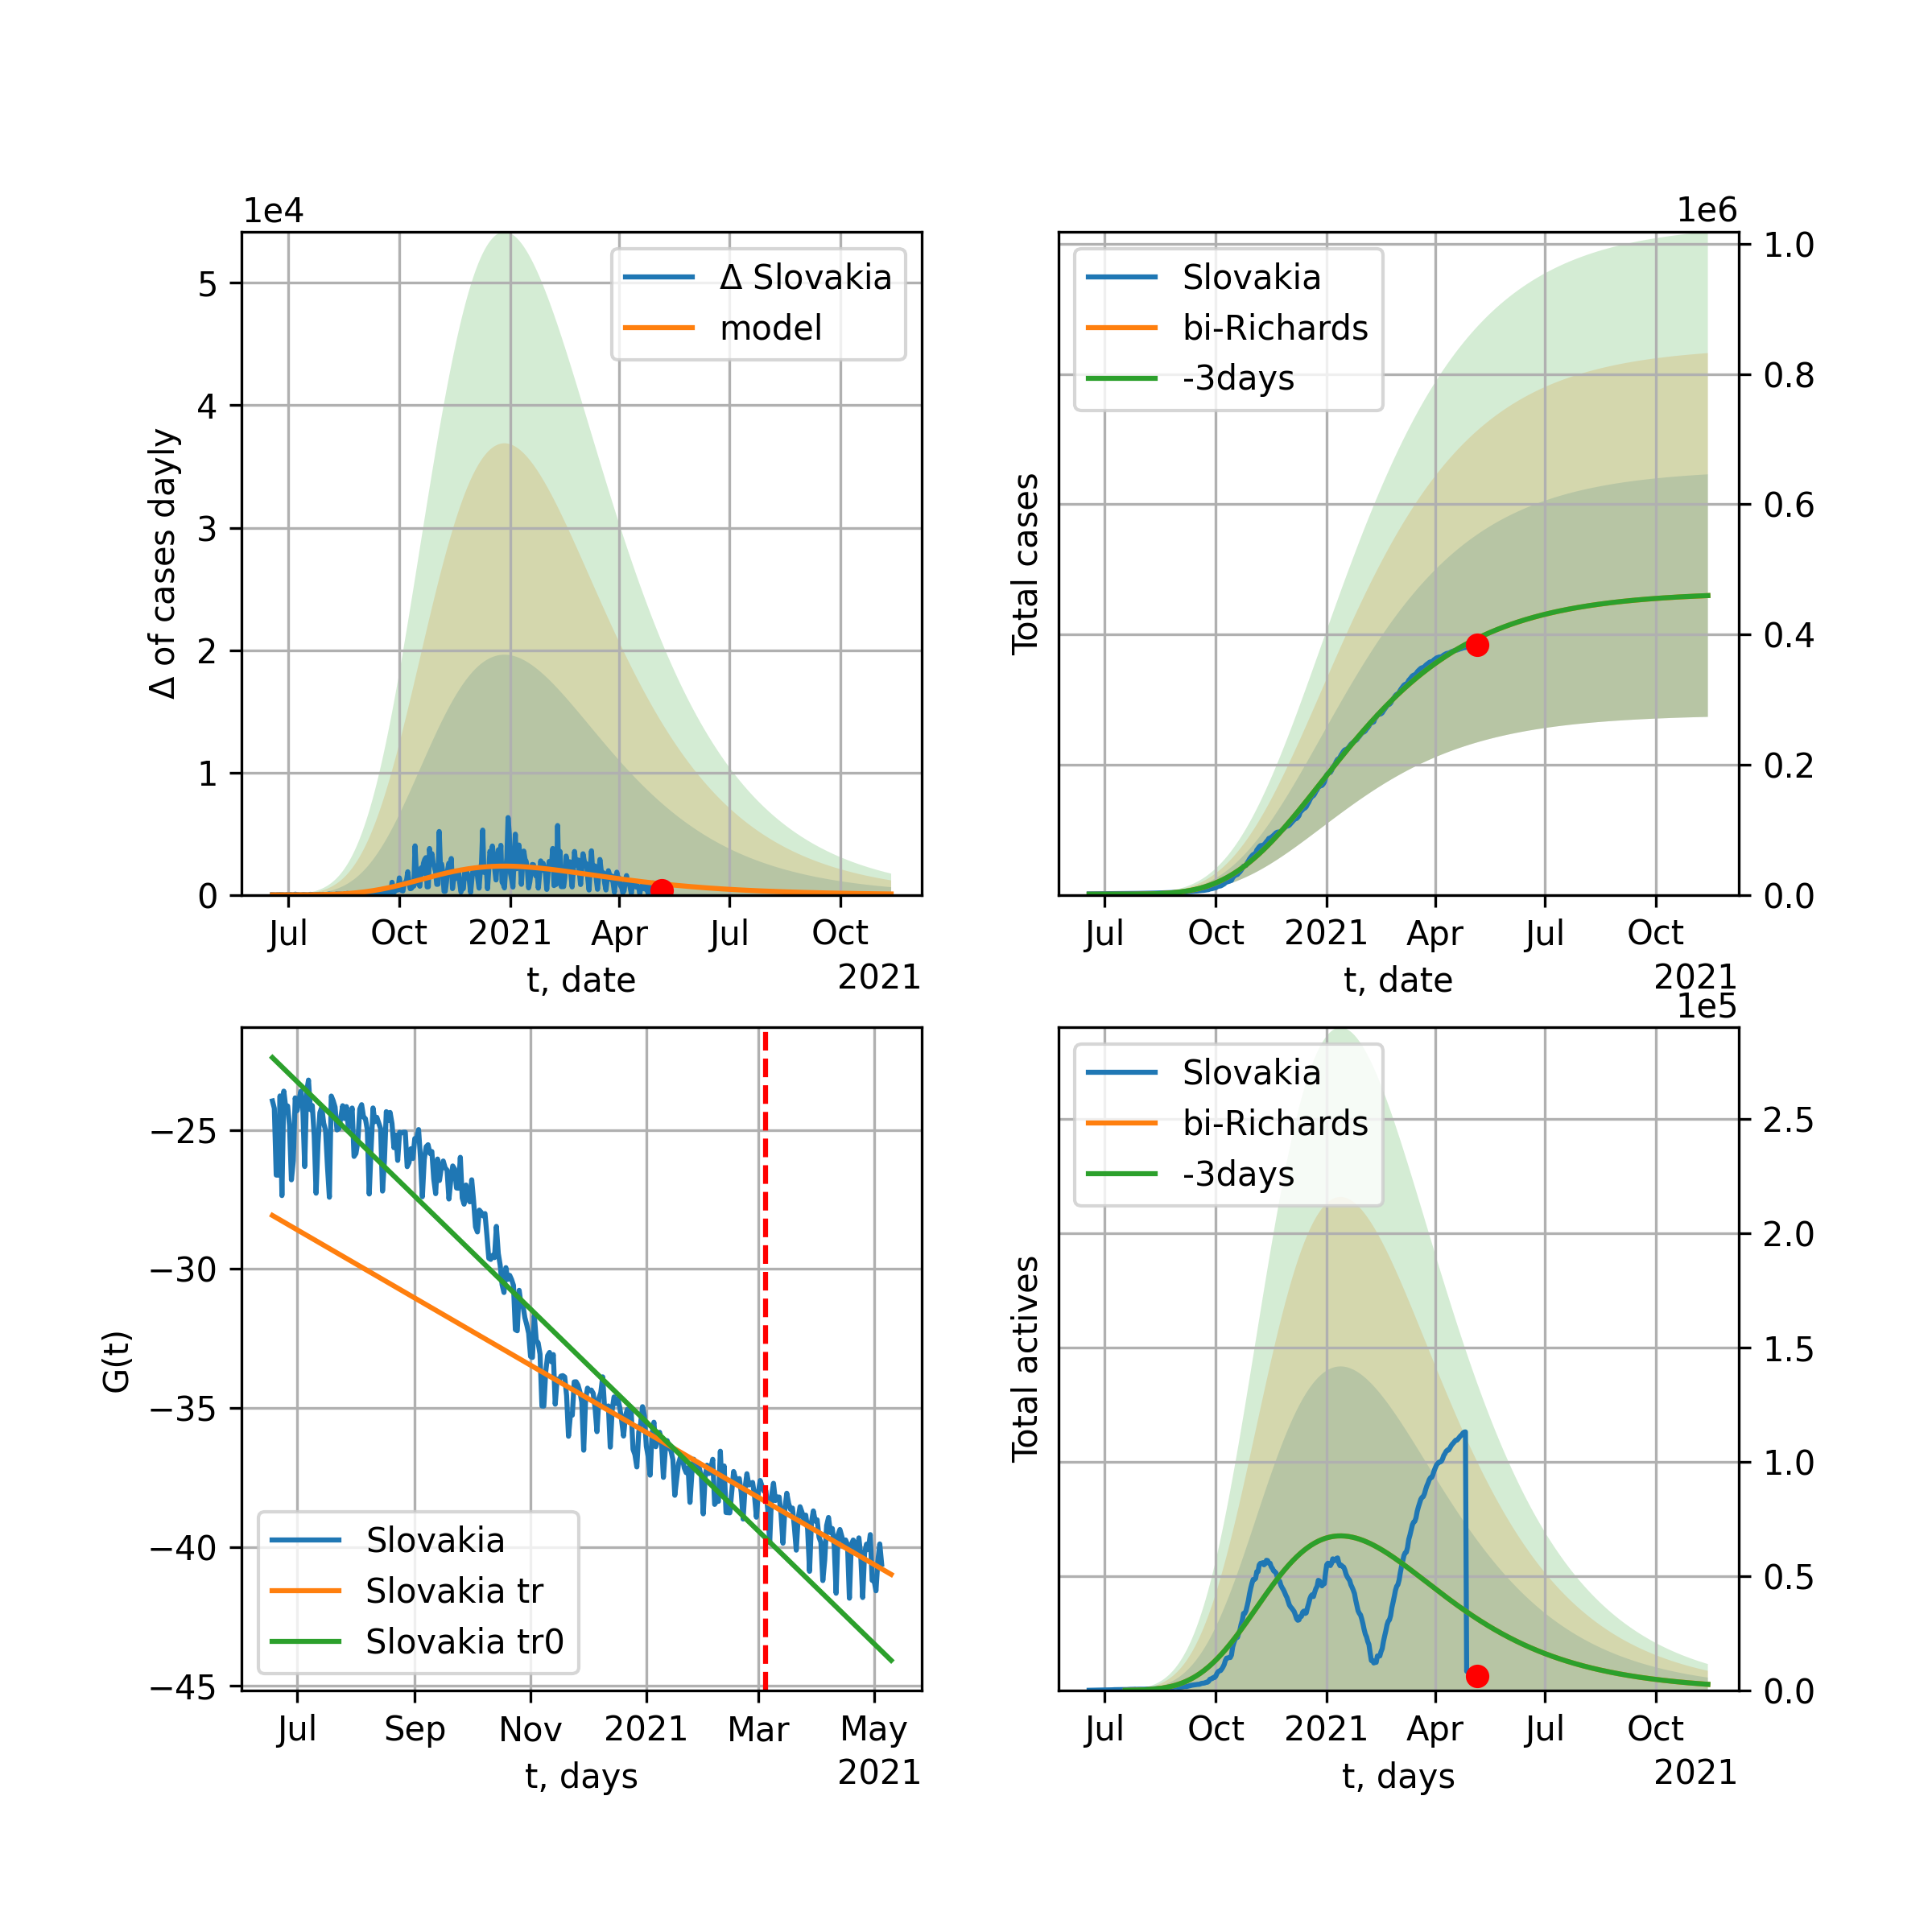 1e4
5
4
3
2
1
0
Δ of cases dayly
Δ Slovakia
model
Jul
Oct
2021
Apr
Jul
Oct
t, date
2021
1e6
Slovakia
bi-Richards
-3days
Total cases
1.0
0.8
0.6
0.4
0.2
0.0
Jul
Oct
2021
Apr
Jul
Oct
t, date
2021
G(t)
−25
−30
−35
−40
−45
Slovakia
Slovakia tr
Slovakia tr0
Jul
Sep
Nov
2021
Mar
May
t, days
2021
1e5
Slovakia
bi-Richards
-3days
Total actives
2.5
2.0
1.5
1.0
0.5
0.0
Jul
Oct
2021
Apr
Jul
Oct
t, days
2021